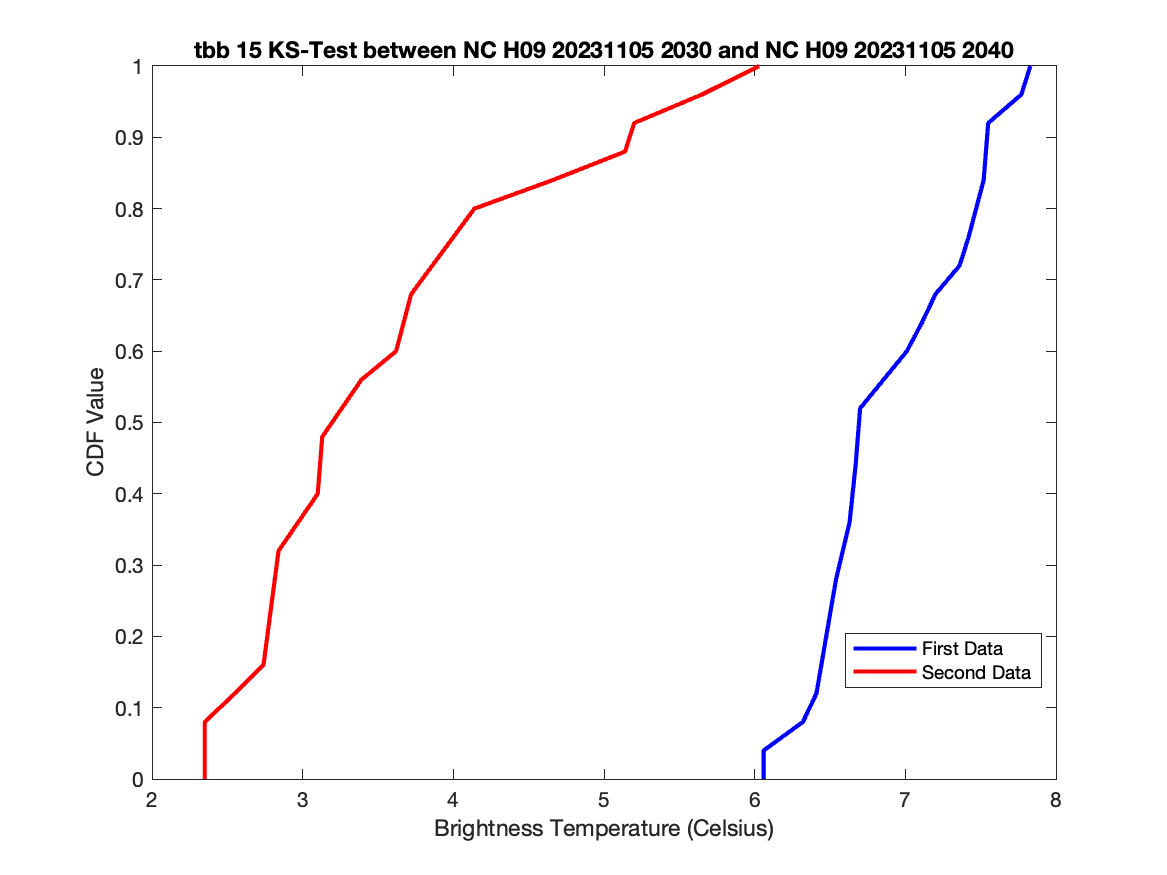 tbb 15 KS-Test between NC H09 20231105 2030 and NC H09 20231105 2040
1
0.9
0.8
0.7
0.6
0.5
0.4
0.3
0.2
0.1
0
CDF Value
First Data
Second Data
2 3 4 5 6 7 8
Brightness Temperature (Celsius)